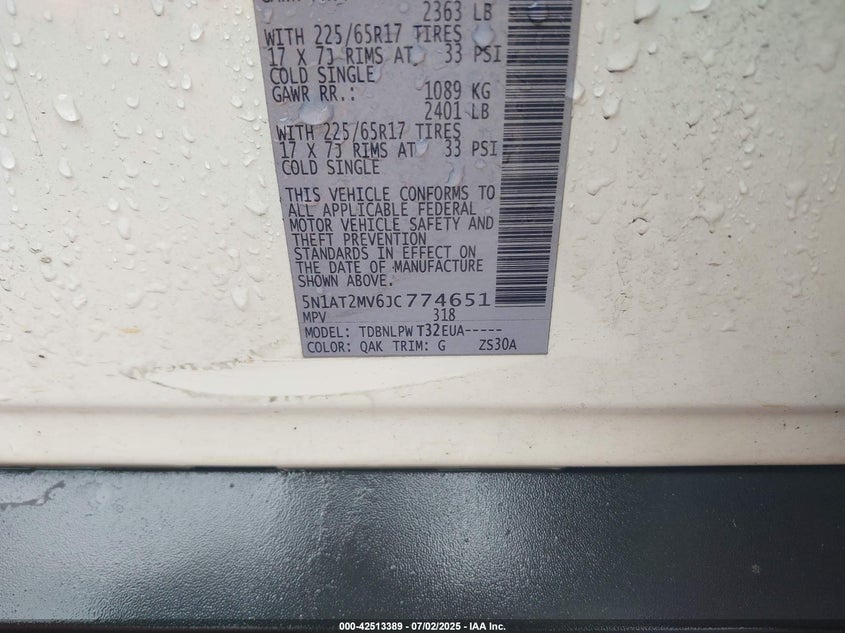 2363 LB
WITH 225/65R17 TIRES
17 X 7J RIMS AT 33 PSI
COLD SINGLE
GAWR RR.: 1089 KG
2401 LB
WITH 225/65R17 TIRES
17 X 7J RIMS AT 33 PSI
COLD SINGLE
THIS VEHICLE CONFORMS TO
ALL APPLICABLE FEDERAL
MOTOR VEHICLE SAFETY AND
THEFT PREVENTION
STANDARDS IN EFFECT ON
THE DATE OF MANUFACTURE
SHOWN ABOVE.
5N1AT2MV6JC774651
MPV 318
MODEL: TDBNLPW T32EUA-----
COLOR: QAK TRIM: G ZS30A
000-42513389 - 07/02/2025 - IAA Inc.